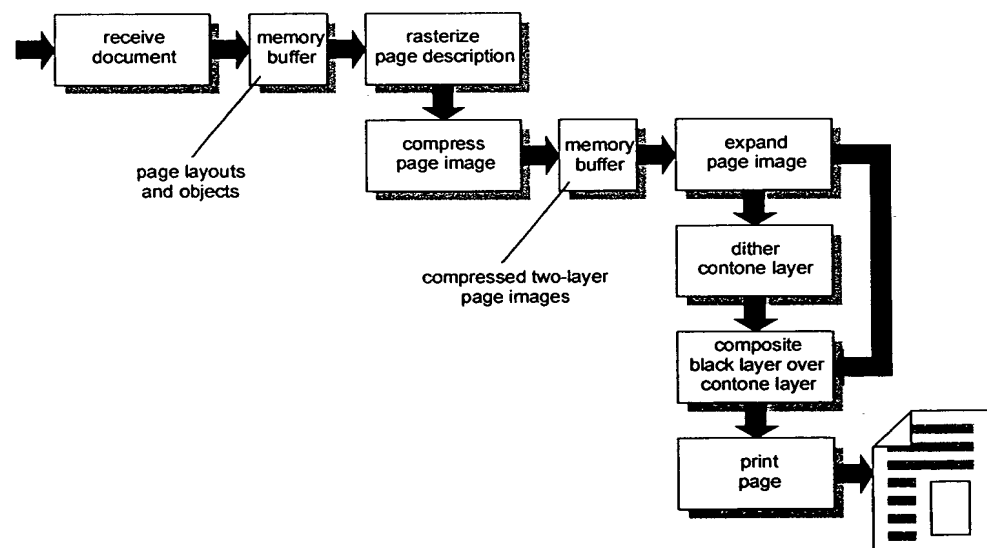 receive
document
memory
buffer
rasterize
page description
compress
page image
memory
buffer
expand
page image
page layouts
and objects
dither
contone layer
compressed two-layer
page images
composite
black layer over
contone layer
print
page